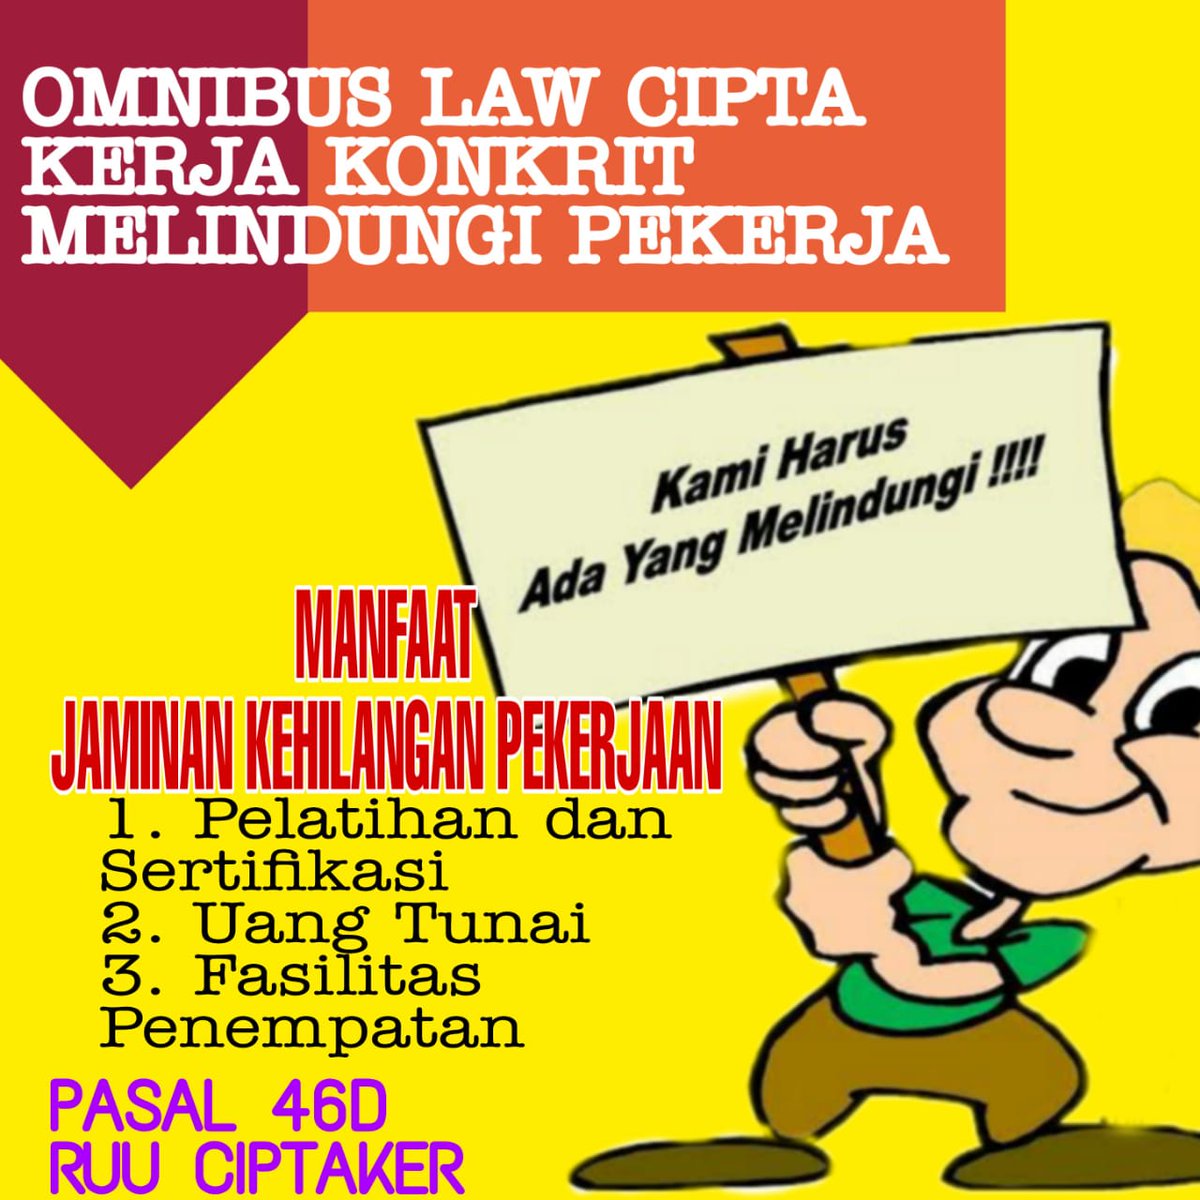 OMNIBUS LAW CIPTA
KERJA KONKRIT
MELINDUNGI PEKERJA
Kami Harus
Ada Yang Melindungi !!!!
MANFAAT
JAMINAN KEHILANGAN PEKERJAAN
1. Pelatihan dan
Sertifikasi
2. Uang Tunai
3. Fasilitas
Penempatan
PASAL 46D
RUU CIPTAKER